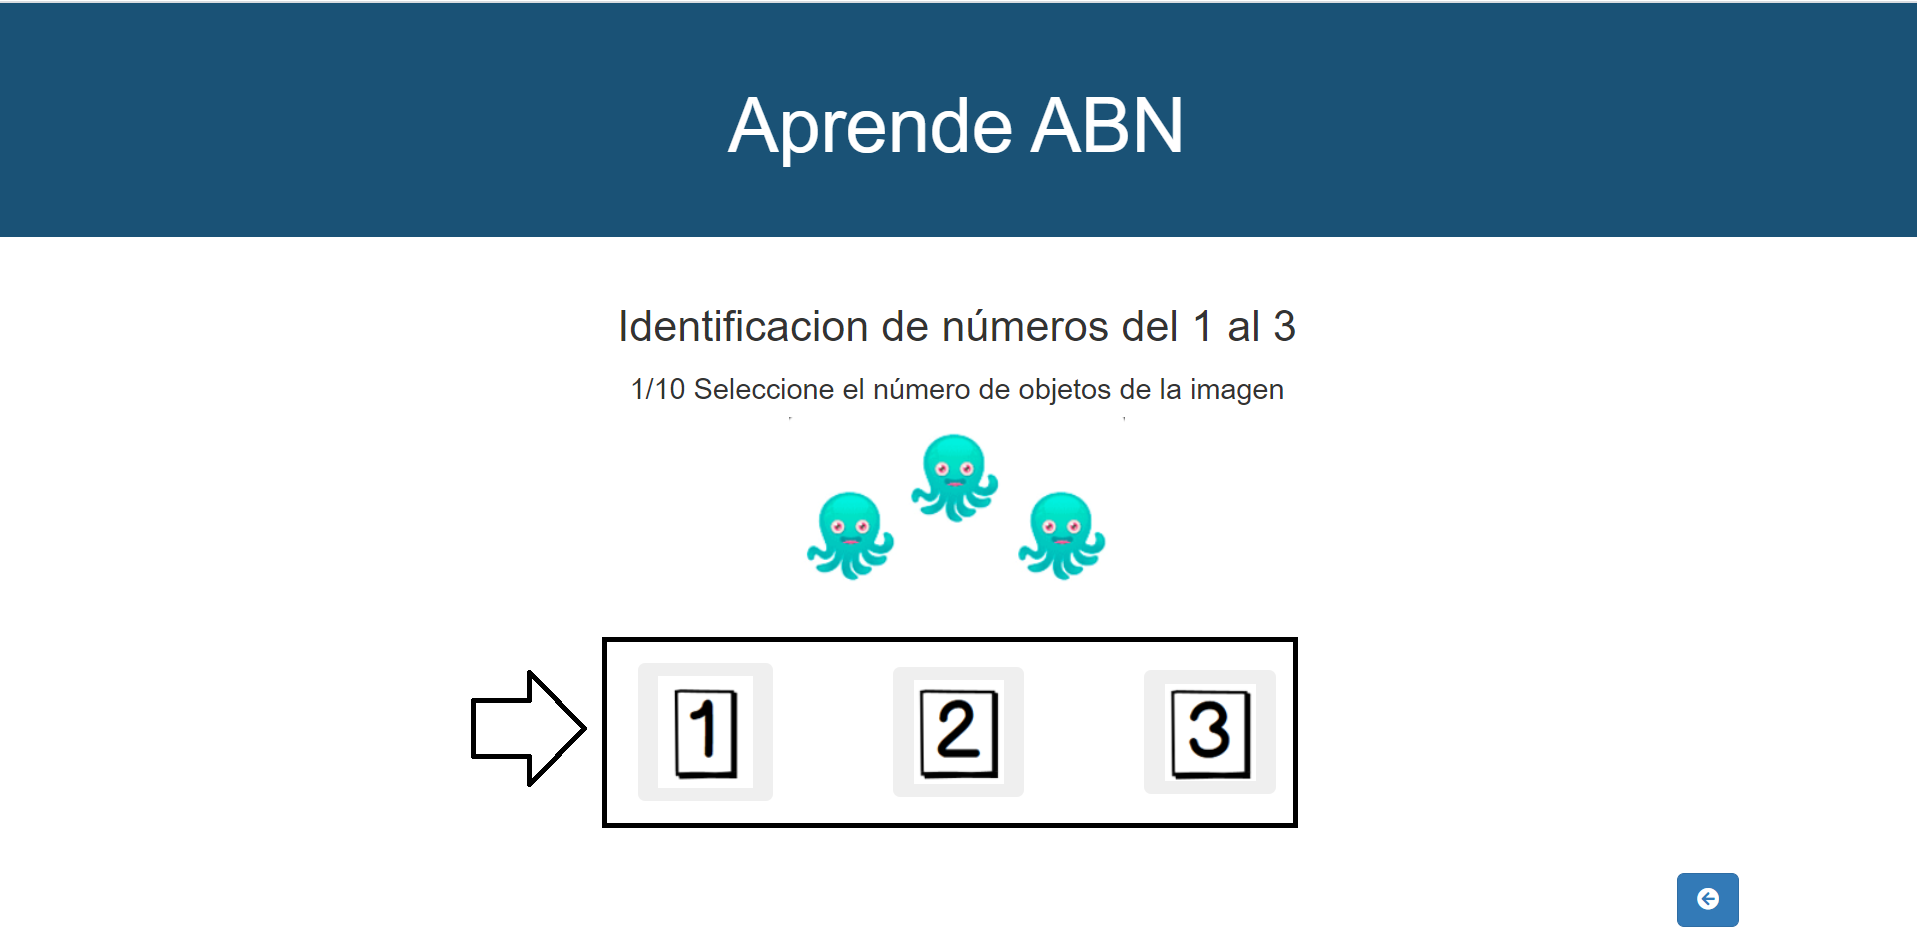 Aprende ABN
Identificacion de números del 1 al 3
1/10 Seleccione el número de objetos de la imagen
1 2 3